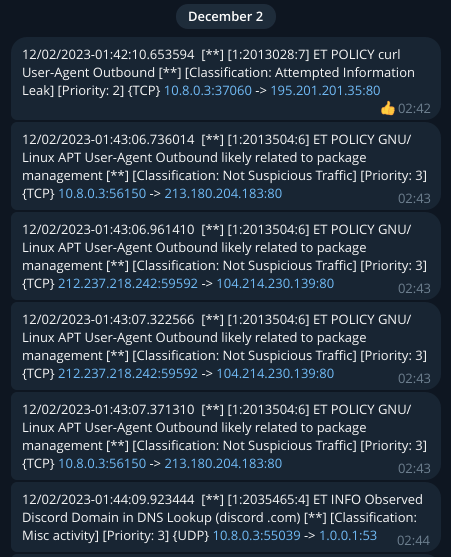 December 2
12/02/2023-01:42:10.653594 [**] [1:2013028:7] ET POLICY curl
User-Agent Outbound [**] [Classification: Attempted Information
Leak] [Priority: 2] {TCP} 10.8.0.3:37060 -> 195.201.201.35:80
👍 02:42
12/02/2023-01:43:06.736014 [**] [1:2013504:6] ET POLICY GNU/
Linux APT User-Agent Outbound likely related to package
management [**] [Classification: Not Suspicious Traffic] [Priority: 3]
{TCP} 10.8.0.3:56150 -> 213.180.204.183:80
02:43
12/02/2023-01:43:06.961410 [**] [1:2013504:6] ET POLICY GNU/
Linux APT User-Agent Outbound likely related to package
management [**] [Classification: Not Suspicious Traffic] [Priority: 3]
{TCP} 212.237.218.242:59592 -> 104.214.230.139:80
02:43
12/02/2023-01:43:07.322566 [**] [1:2013504:6] ET POLICY GNU/
Linux APT User-Agent Outbound likely related to package
management [**] [Classification: Not Suspicious Traffic] [Priority: 3]
{TCP} 212.237.218.242:59592 -> 104.214.230.139:80
02:43
12/02/2023-01:43:07.371310 [**] [1:2013504:6] ET POLICY GNU/
Linux APT User-Agent Outbound likely related to package
management [**] [Classification: Not Suspicious Traffic] [Priority: 3]
{TCP} 10.8.0.3:56150 -> 213.180.204.183:80
02:43
12/02/2023-01:44:09.923444 [**] [1:2035465:4] ET INFO Observed
Discord Domain in DNS Lookup (discord .com) [**] [Classification:
Misc activity] [Priority: 3] {UDP} 10.8.0.3:55039 -> 1.0.0.1:53
02:44